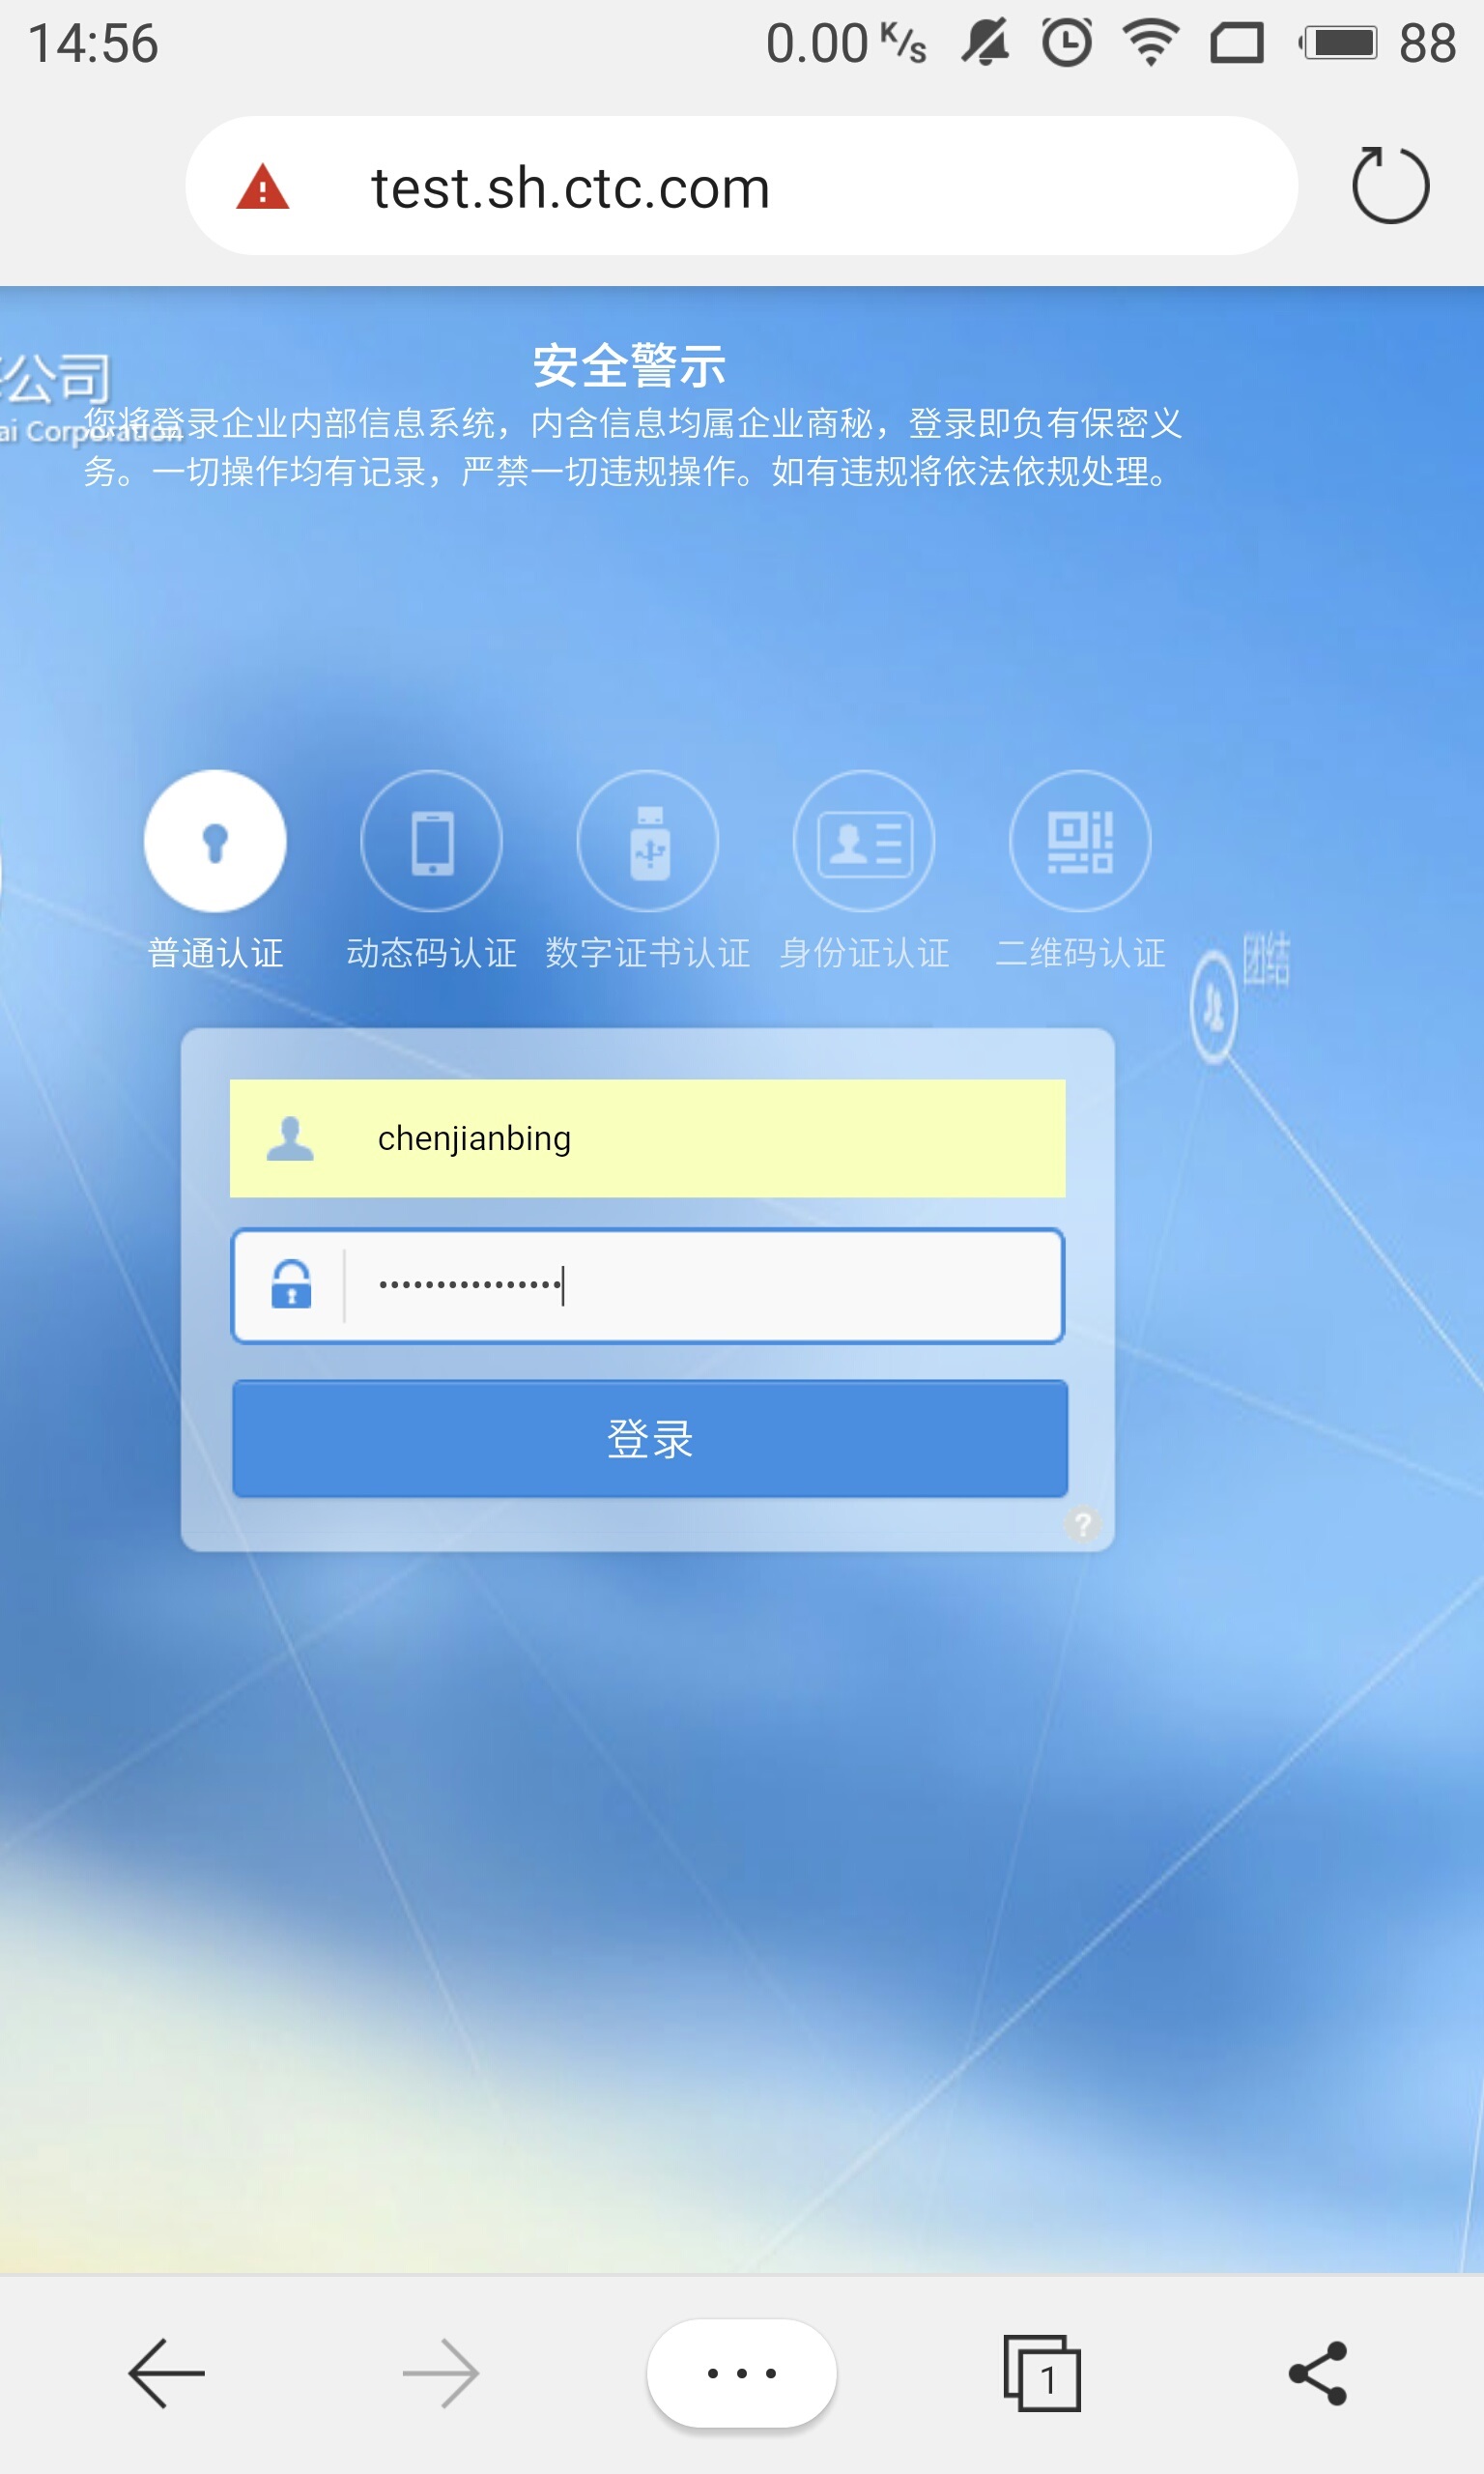 14:56
0.00 K/s
88
test.sh.ctc.com
安全警示
公司
ai Corporation
您将登录企业内部信息系统，内含信息均属企业商秘，登录即负有保密义
务。一切操作均有记录，严禁一切违规操作。如有违规将依法依规处理。
普通认证
动态码认证
数字证书认证
身份证认证
二维码认证
团结
chenjianbing
••••••••••••••••
登录
?
1